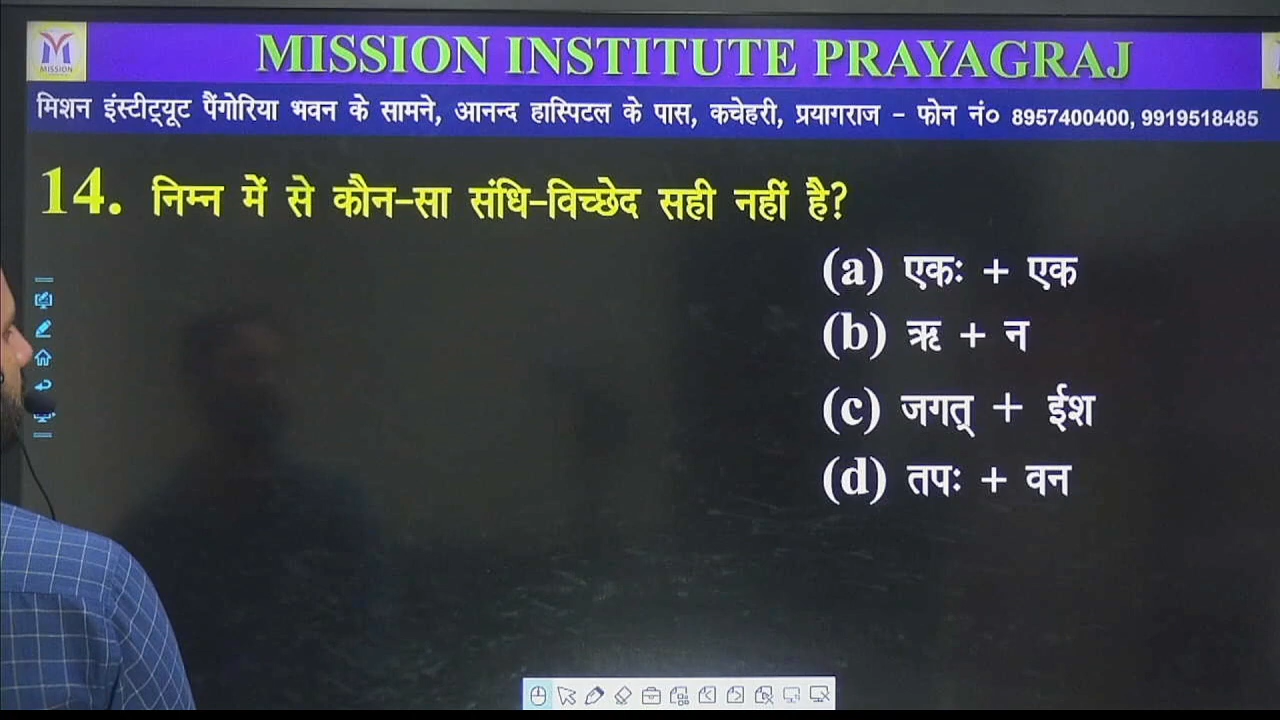 MISSION INSTITUTE PRAYAGRAJ
MISSION
मिशन इंस्टीट्यूट पैंगोरिया भवन के सामने, आनन्द हास्पिटल के पास, कचेहरी, प्रयागराज - फोन नं० 8957400400, 9919518485
14. निम्न में से कौन-सा संधि-विच्छेद सही नहीं है?
(a) एकः + एक
(b) ऋ + न
(c) जगत् + ईश
(d) तपः + वन